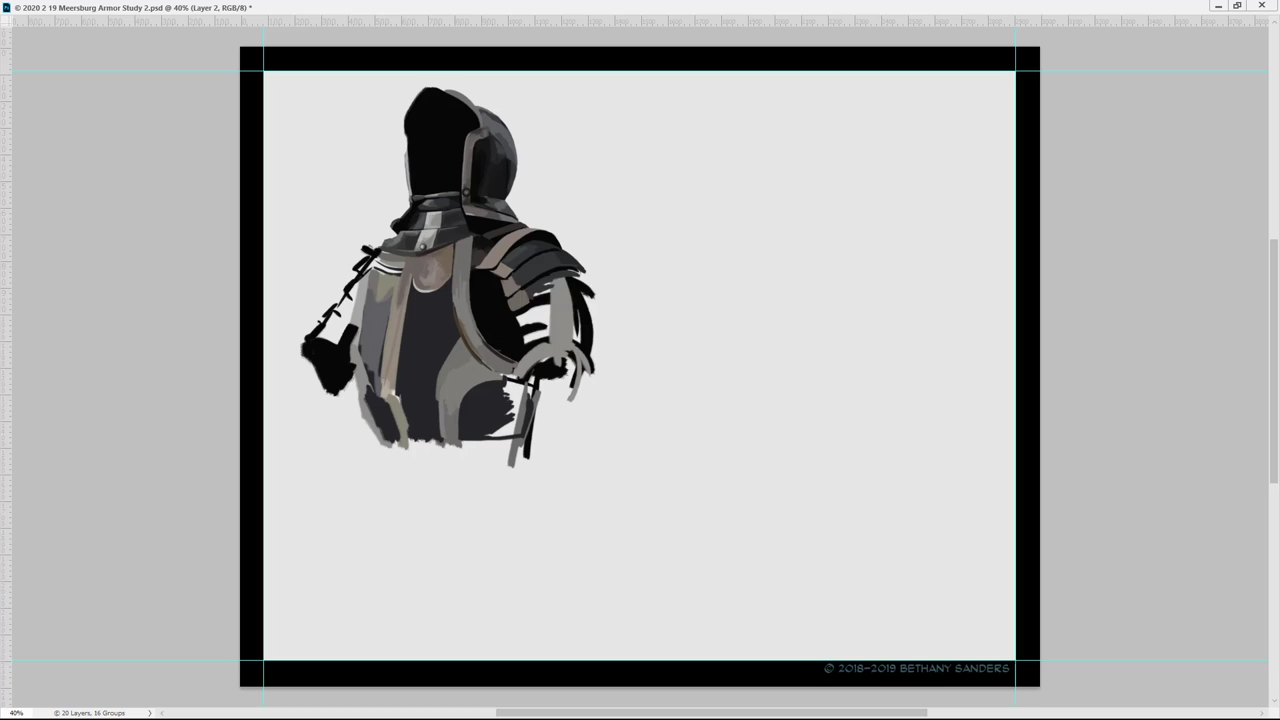 © 2020 2 19 Meersburg Armor Study 2.psd @ 40% (Layer 2, RGB/8) *
© 2018-2019 BETHANY SANDERS
40%
© 20 Layers, 16 Groups